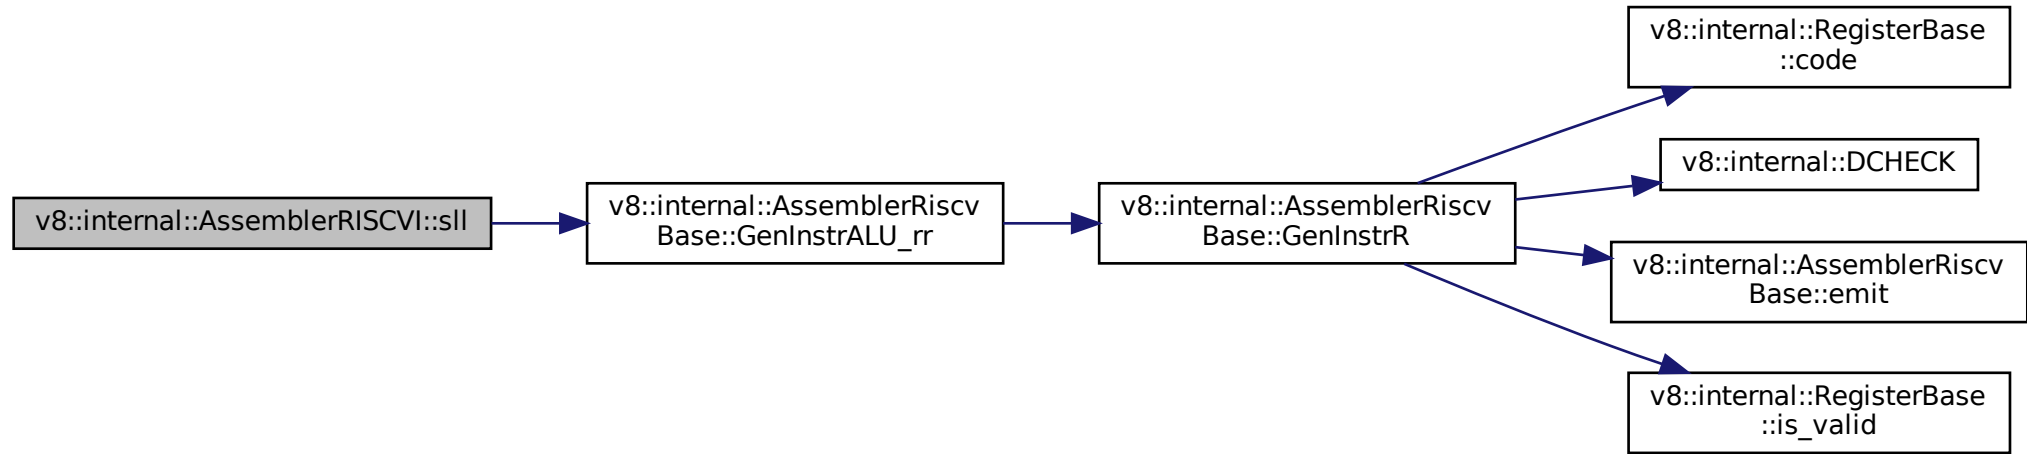 v8::internal::AssemblerRISCVI::sll
v8::internal::AssemblerRiscv
Base::GenInstrALU_rr
v8::internal::AssemblerRiscv
Base::GenInstrR
v8::internal::RegisterBase
::code
v8::internal::DCHECK
v8::internal::AssemblerRiscv
Base::emit
v8::internal::RegisterBase
::is_valid